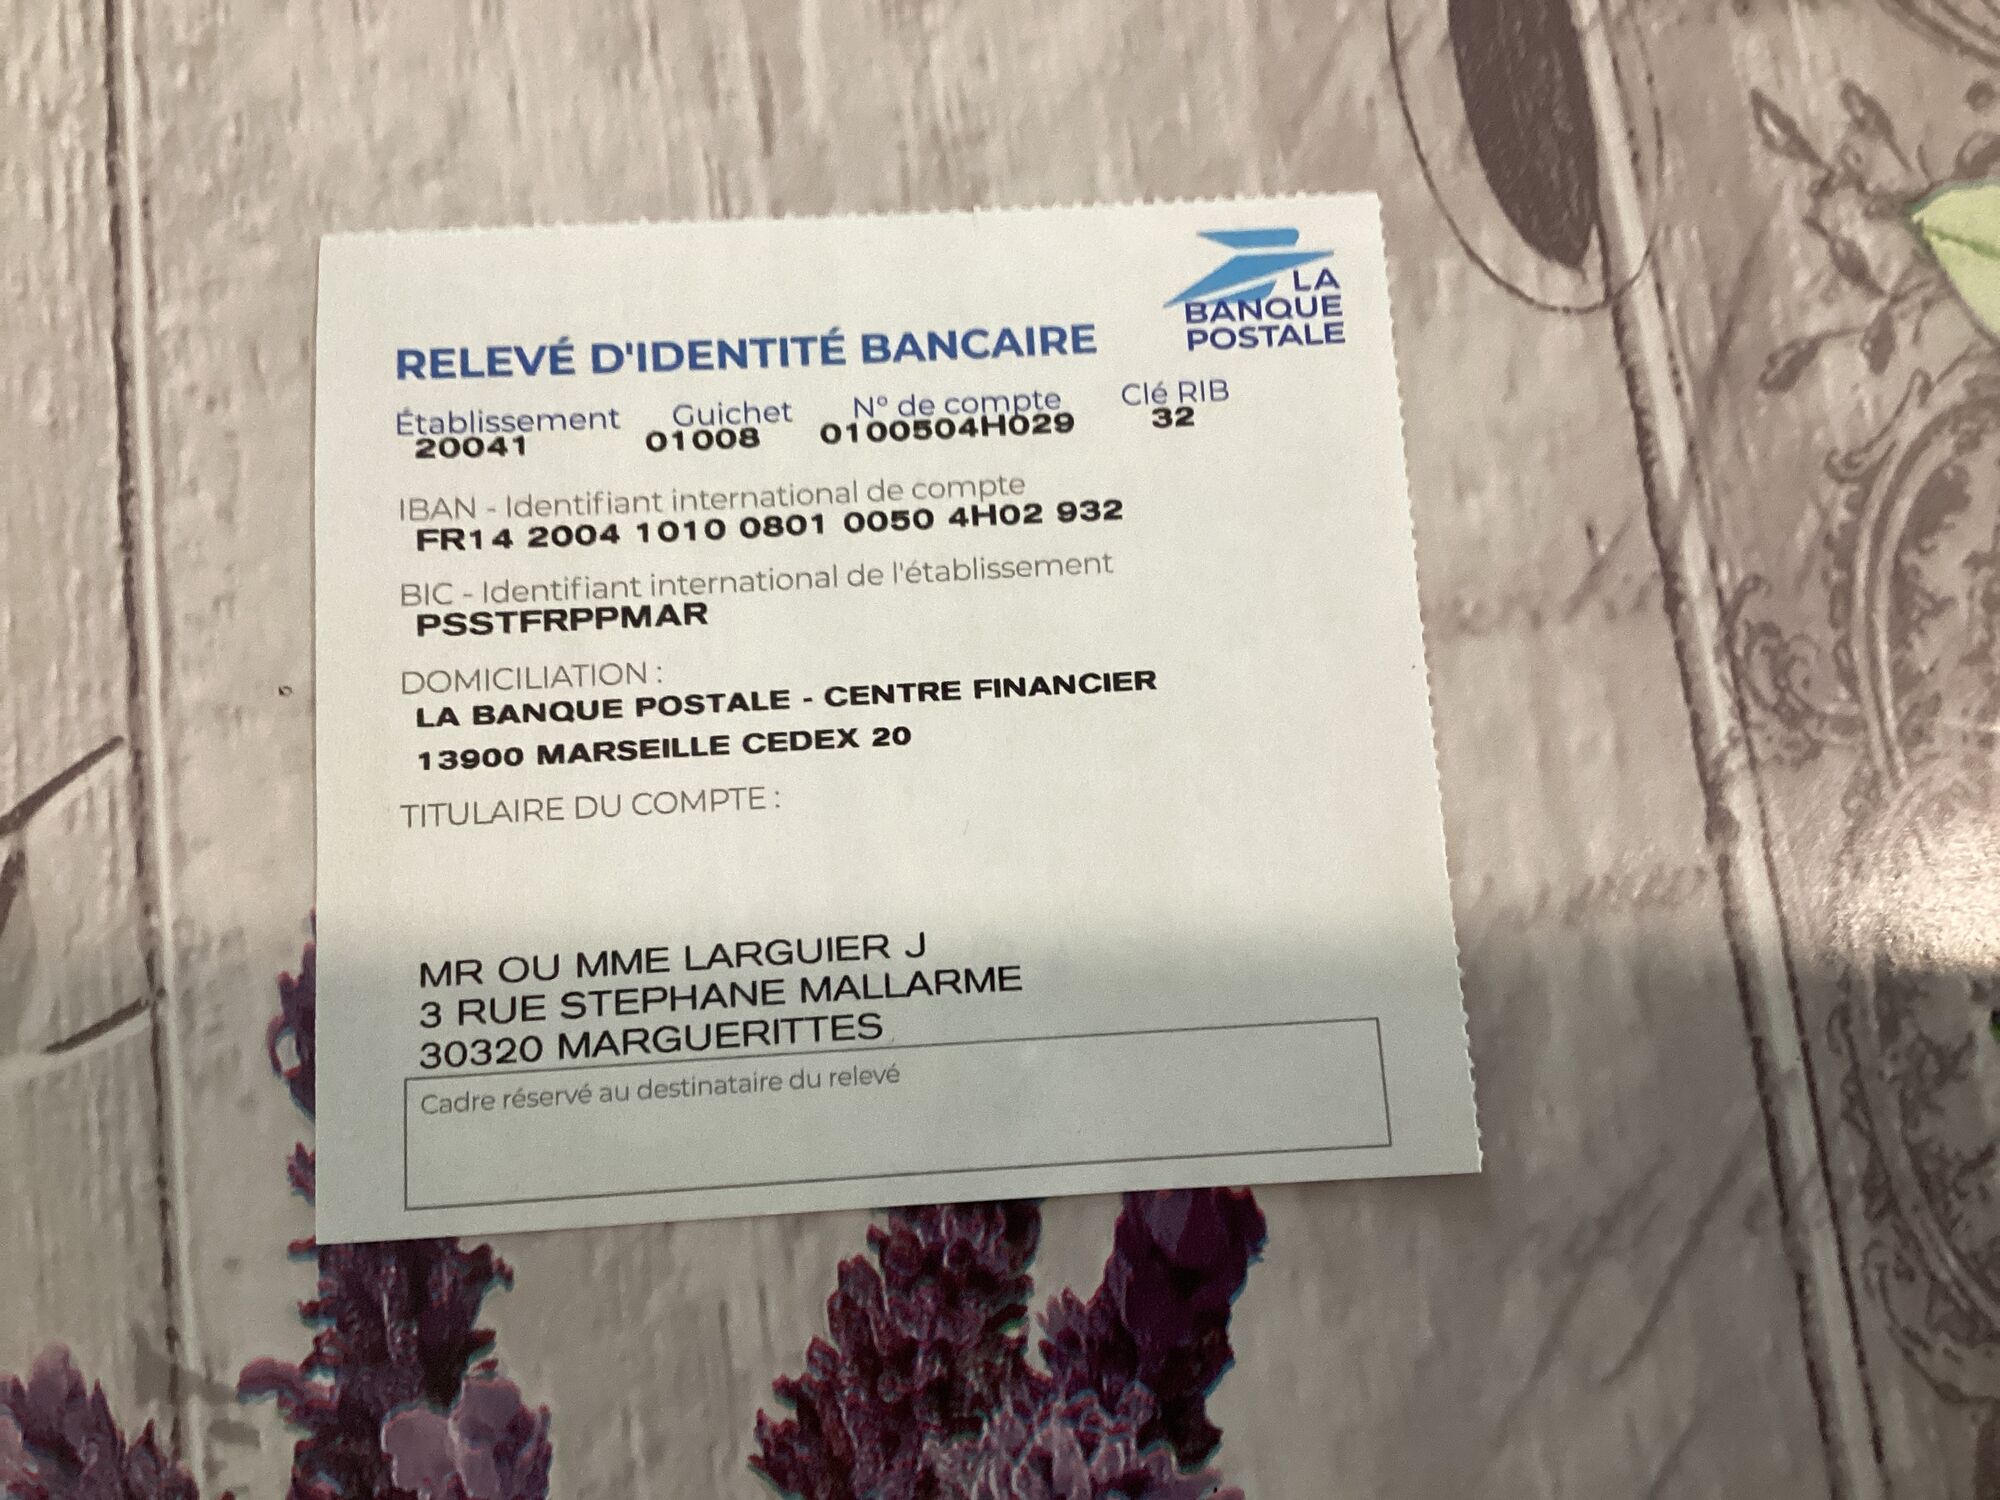 LA
BANQUE
POSTALE
RELEVÉ D'IDENTITÉ BANCAIRE
Établissement Guichet N° de compte Clé RIB
20041 01008 0100504H029 32
IBAN - Identifiant international de compte
FR14 2004 1010 0801 0050 4H02 932
BIC - Identifiant international de l'établissement
PSSTFRPPMAR
DOMICILIATION :
LA BANQUE POSTALE - CENTRE FINANCIER
13900 MARSEILLE CEDEX 20
TITULAIRE DU COMPTE :
MR OU MME LARGUIER J
3 RUE STEPHANE MALLARME
30320 MARGUERITTES
Cadre réservé au destinataire du relevé